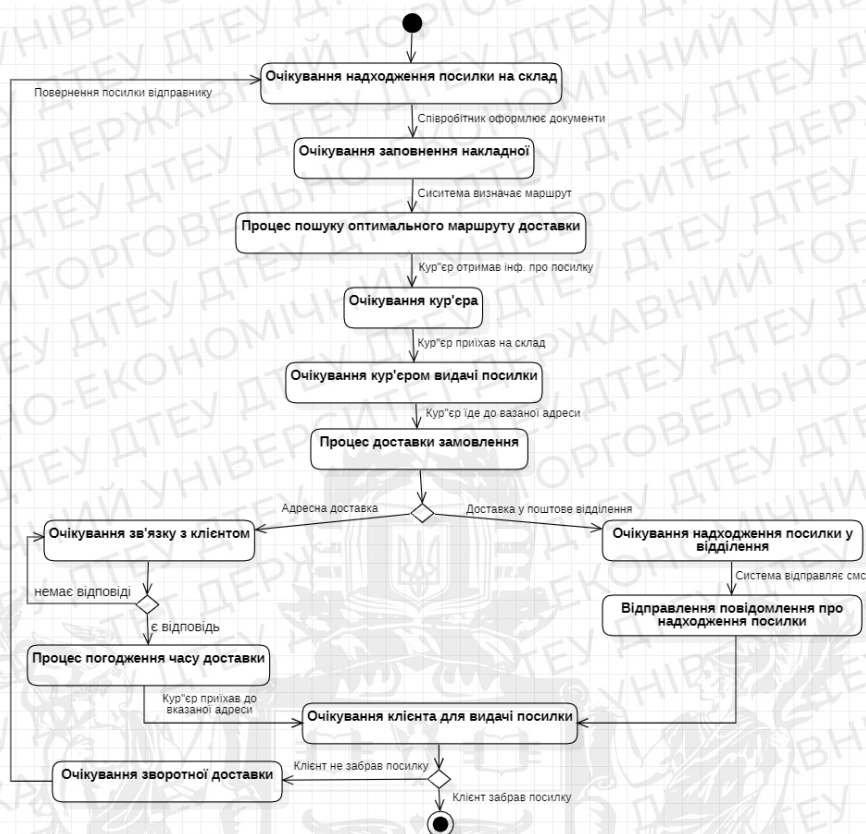 Очікування надходження посилки на склад
Повернення посилки відправнику
Співробітник оформлює документи
Очікування заповнення накладної
Сиситема визначає маршрут
Процес пошуку оптимального маршруту доставки
Кур"єр отримав інф. про посилку
Очікування кур'єра
Кур"єр приїхав на склад
Очікування кур'єром видачі посилки
Кур"єр їде до вазаної адреси
Процес доставки замовлення
Адресна доставка
Доставка у поштове відділення
Очікування зв'язку з клієнтом
Очікування надходження посилки у
відділення
немає відповіді
Система відправляє смс
є відповідь
Відправлення повідомлення про
надходження посилки
Процес погодження часу доставки
Кур"єр приїхав до
вказаної адреси
Очікування клієнта для видачі посилки
Клієнт не забрав посилку
Очікування зворотної доставки
Клієнт забрав посилку
ДЕРЖАВНИЙ ТОРГОВЕЛЬНО-ЕКОНОМІЧНИЙ УНІВЕРСИТЕТ ДТЕУ